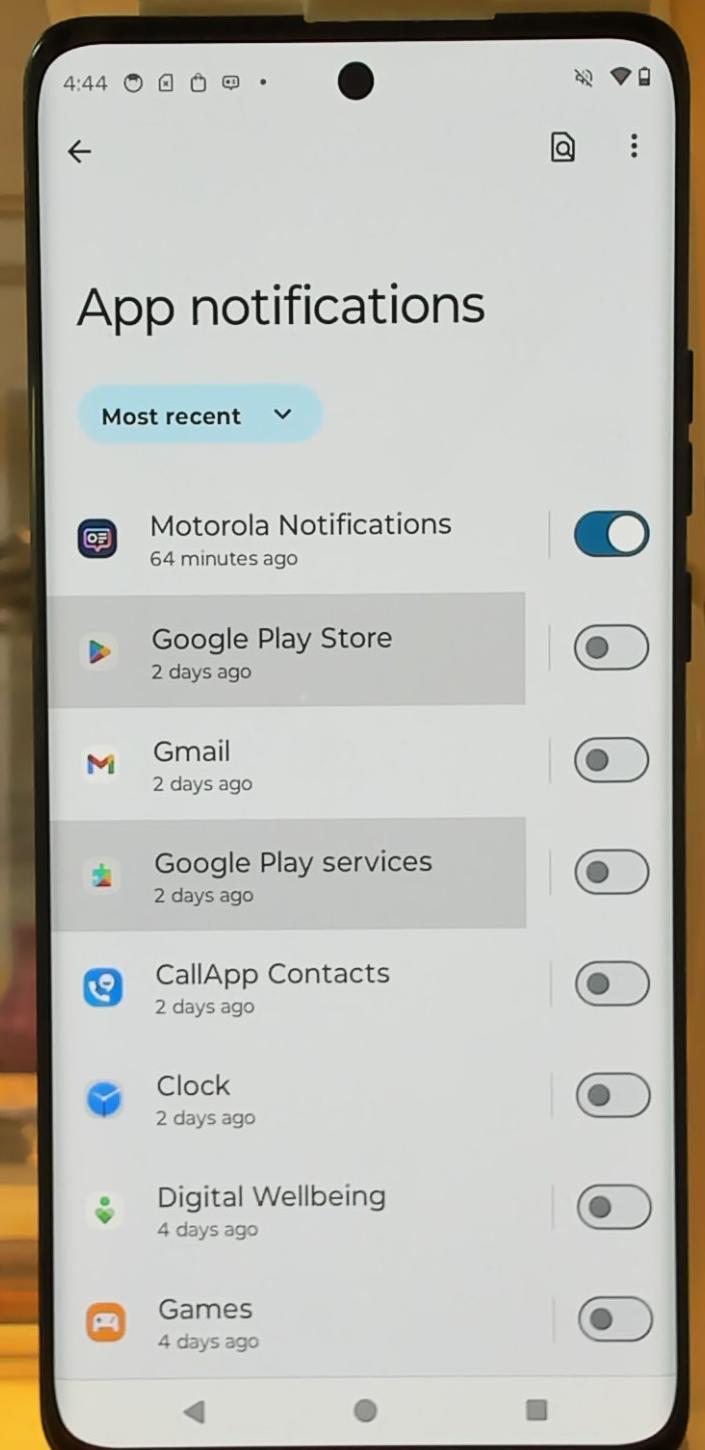 4:44
App notifications
Most recent
Motorola Notifications
64 minutes ago
Google Play Store
2 days ago
Gmail
2 days ago
Google Play services
2 days ago
CallApp Contacts
2 days ago
Clock
2 days ago
Digital Wellbeing
4 days ago
Games
4 days ago